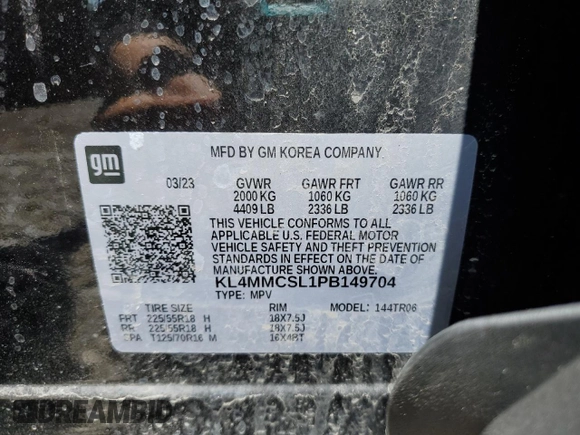 MFD BY GM KOREA COMPANY
gm
03/23 GVWR GAWR FRT GAWR RR
2000 KG 1060 KG 1060 KG
4409 LB 2336 LB 2336 LB
THIS VEHICLE CONFORMS TO ALL
APPLICABLE U.S. FEDERAL MOTOR
VEHICLE SAFETY AND THEFT PREVENTION
STANDARDS IN EFFECT ON THE DATE OF
MANUFACTURE SHOWN ABOVE.
KL4MMCSL1PB149704
TYPE: MPV
TIRE SIZE RIM MODEL: 144TR06
FRT 225/55R18 H 18X7.5J
RR 225/55R18 H 18X7.5J
CPA T125/70R16 M 16X4BT
DREAMBID